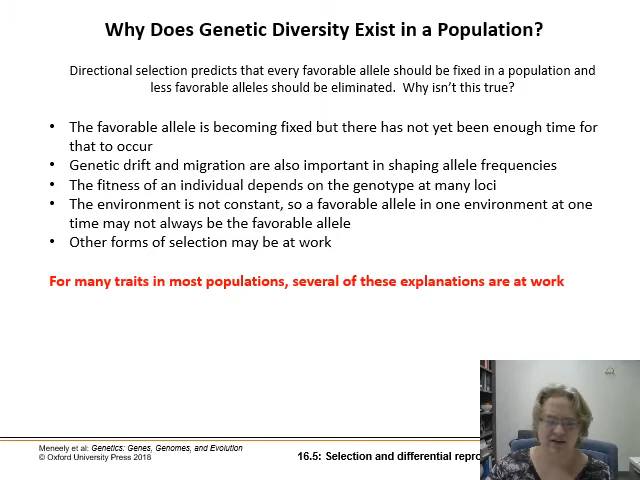 Why Does Genetic Diversity Exist in a Population?
Directional selection predicts that every favorable allele should be fixed in a population and
less favorable alleles should be eliminated. Why isn't this true?
• The favorable allele is becoming fixed but there has not yet been enough time for
that to occur
• Genetic drift and migration are also important in shaping allele frequencies
• The fitness of an individual depends on the genotype at many loci
• The environment is not constant, so a favorable allele in one environment at one
time may not always be the favorable allele
• Other forms of selection may be at work
For many traits in most populations, several of these explanations are at work
Meneely et al: Genetics: Genes, Genomes, and Evolution
© Oxford University Press 2018
16.5: Selection and differential repro